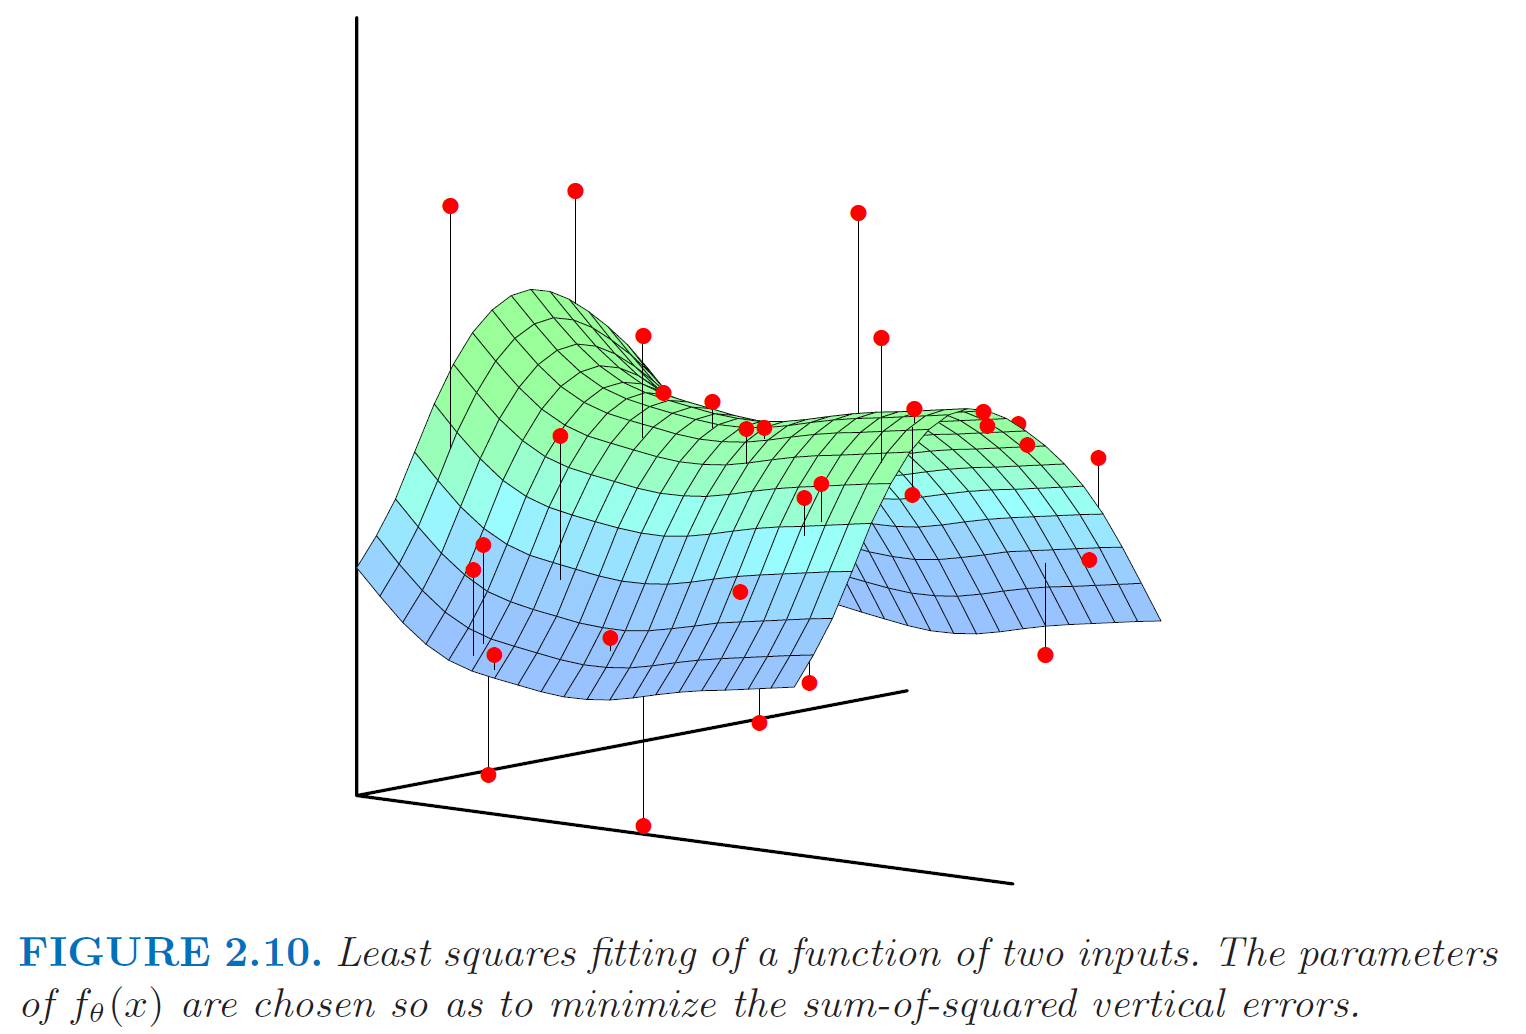 FIGURE 2.10. Least squares fitting of a function of two inputs. The parameters
of fθ(x) are chosen so as to minimize the sum-of-squared vertical errors.